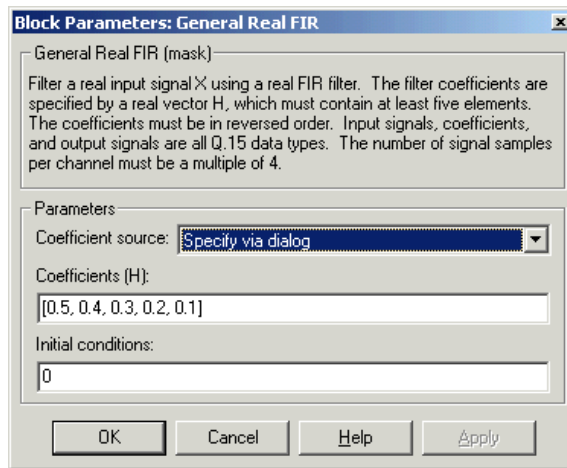 Block Parameters: General Real FIR
General Real FIR (mask)
Filter a real input signal X using a real FIR filter. The filter coefficients are
specified by a real vector H, which must contain at least five elements.
The coefficients must be in reversed order. Input signals, coefficients,
and output signals are all Q.15 data types. The number of signal samples
per channel must be a multiple of 4.
Parameters
Coefficient source: Specify via dialog
Coefficients (H):
[0.5, 0.4, 0.3, 0.2, 0.1]
Initial conditions:
0
OK Cancel Help Apply